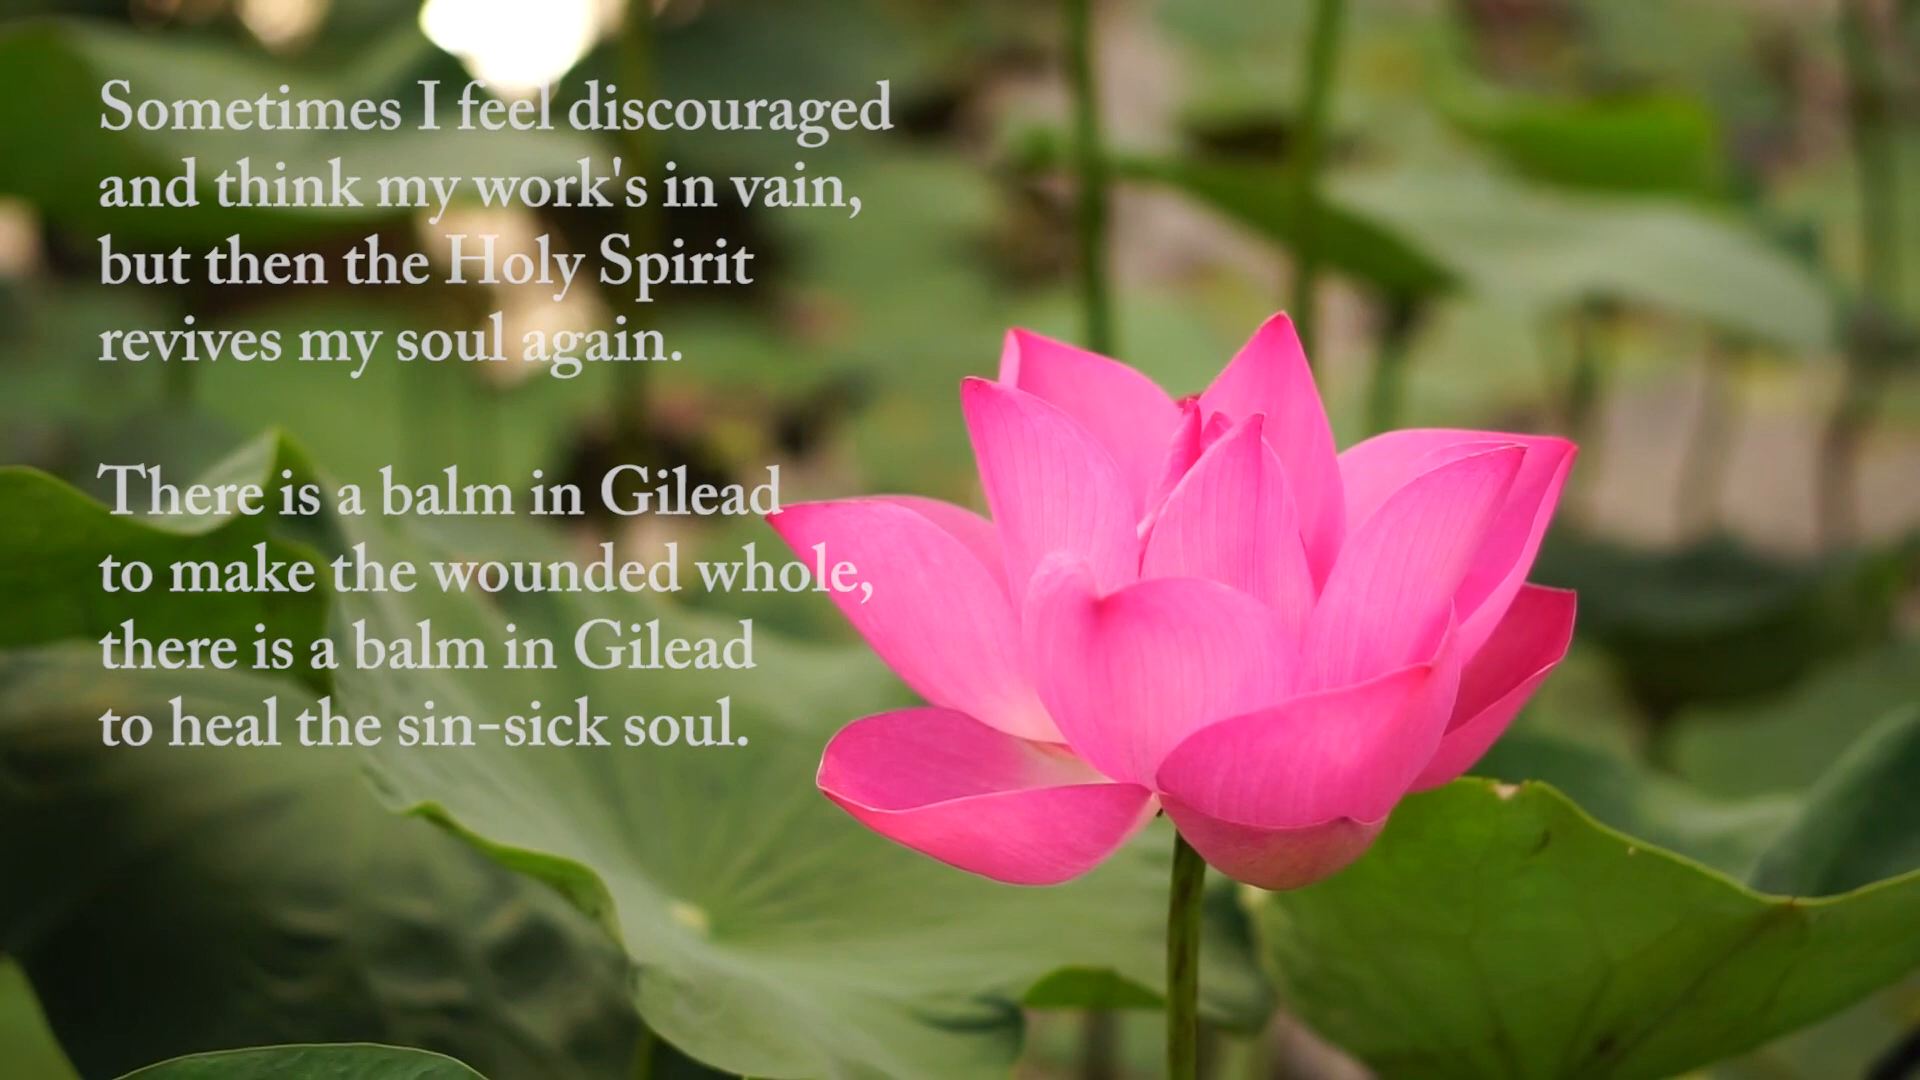 Sometimes I feel discouraged
and think my work's in vain,
but then the Holy Spirit
revives my soul again.
There is a balm in Gilead
to make the wounded whole,
there is a balm in Gilead
to heal the sin-sick soul.